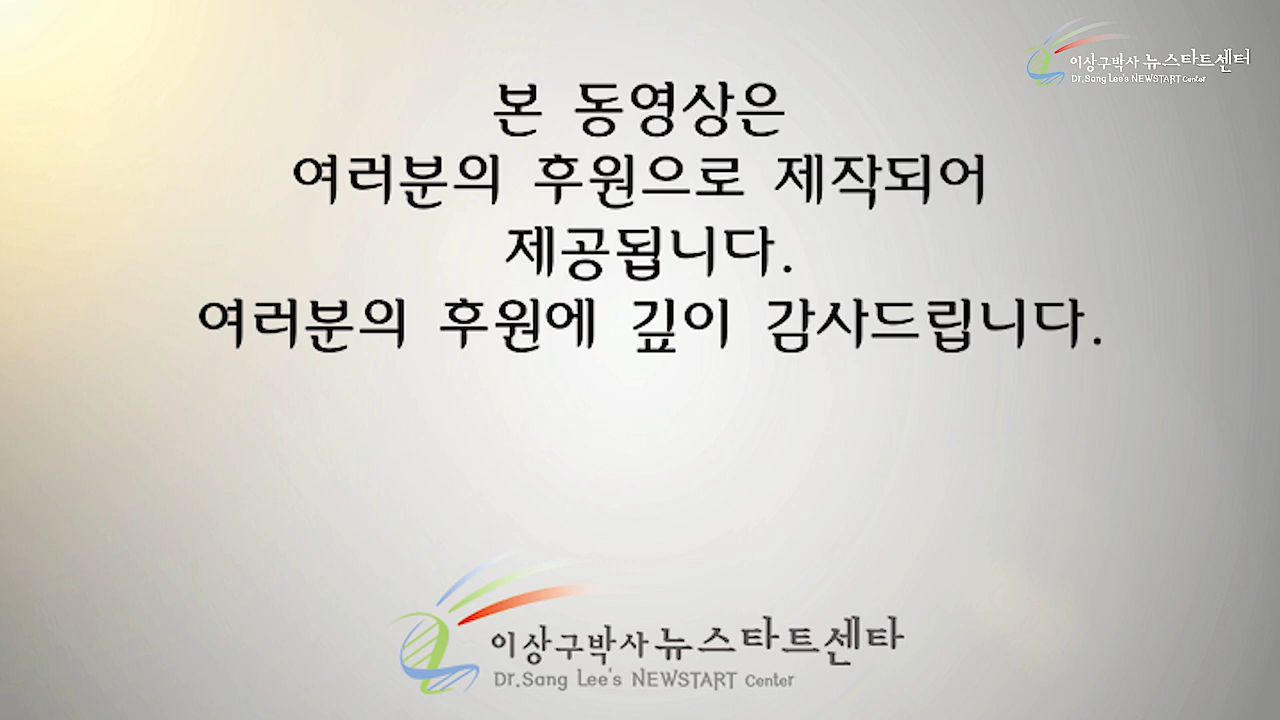 이상구박사 뉴스타트센터
Dr.Sang Lee's NEWSTART Center
본 동영상은
여러분의 후원으로 제작되어
제공됩니다.
여러분의 후원에 깊이 감사드립니다.
이상구박사 뉴스타트센타
Dr.Sang Lee's NEWSTART Center